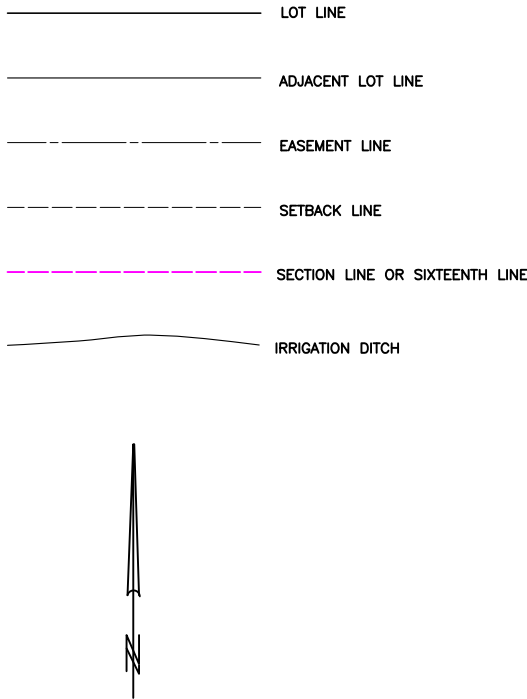 LOT LINE
ADJACENT LOT LINE
EASEMENT LINE
SETBACK LINE
SECTION LINE OR SIXTEENTH LINE
IRRIGATION DITCH
N